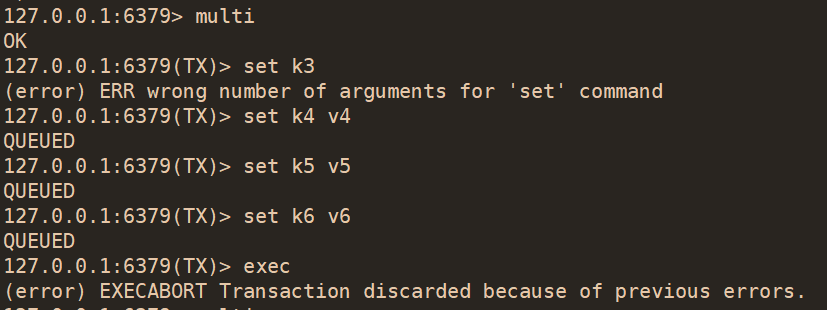 127.0.0.1:6379> multi
OK
127.0.0.1:6379(TX)> set k3
(error) ERR wrong number of arguments for 'set' command
127.0.0.1:6379(TX)> set k4 v4
QUEUED
127.0.0.1:6379(TX)> set k5 v5
QUEUED
127.0.0.1:6379(TX)> set k6 v6
QUEUED
127.0.0.1:6379(TX)> exec
(error) EXECABORT Transaction discarded because of previous errors.